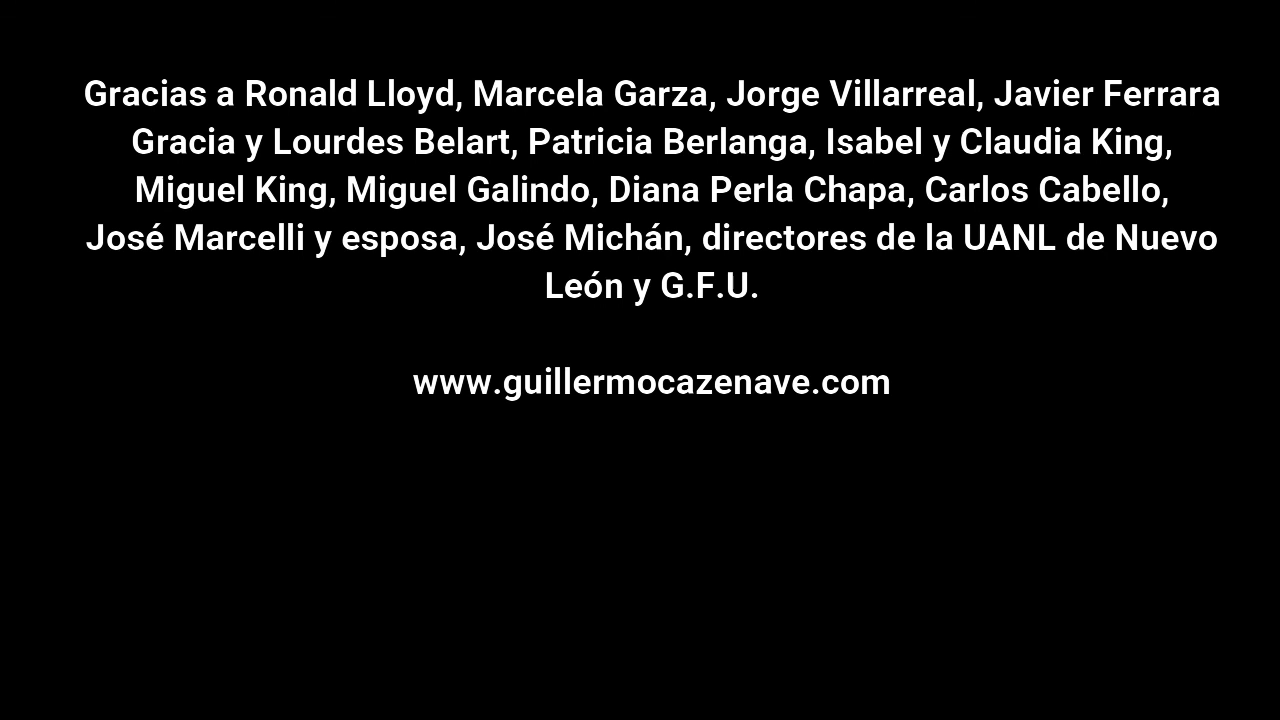 Gracias a Ronald Lloyd, Marcela Garza, Jorge Villarreal, Javier Ferrara
Gracia y Lourdes Belart, Patricia Berlanga, Isabel y Claudia King,
Miguel King, Miguel Galindo, Diana Perla Chapa, Carlos Cabello,
José Marcelli y esposa, José Michán, directores de la UANL de Nuevo
León y G.F.U.
www.guillermocazenave.com